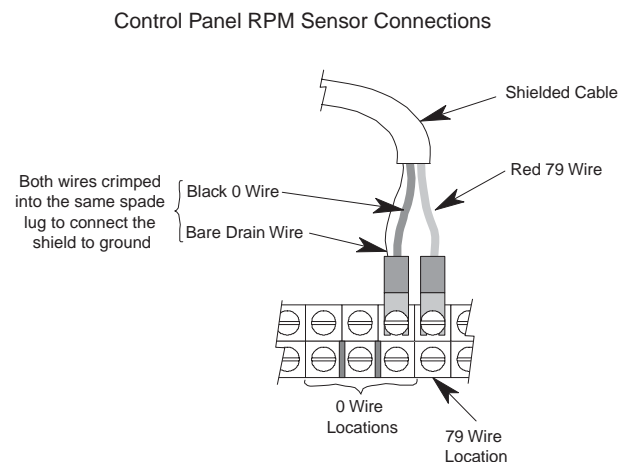 Control Panel RPM Sensor Connections
Shielded Cable
Red 79 Wire
Both wires crimped
into the same spade
lug to connect the
shield to ground
Black 0 Wire
Bare Drain Wire
0 Wire
Locations
79 Wire
Location